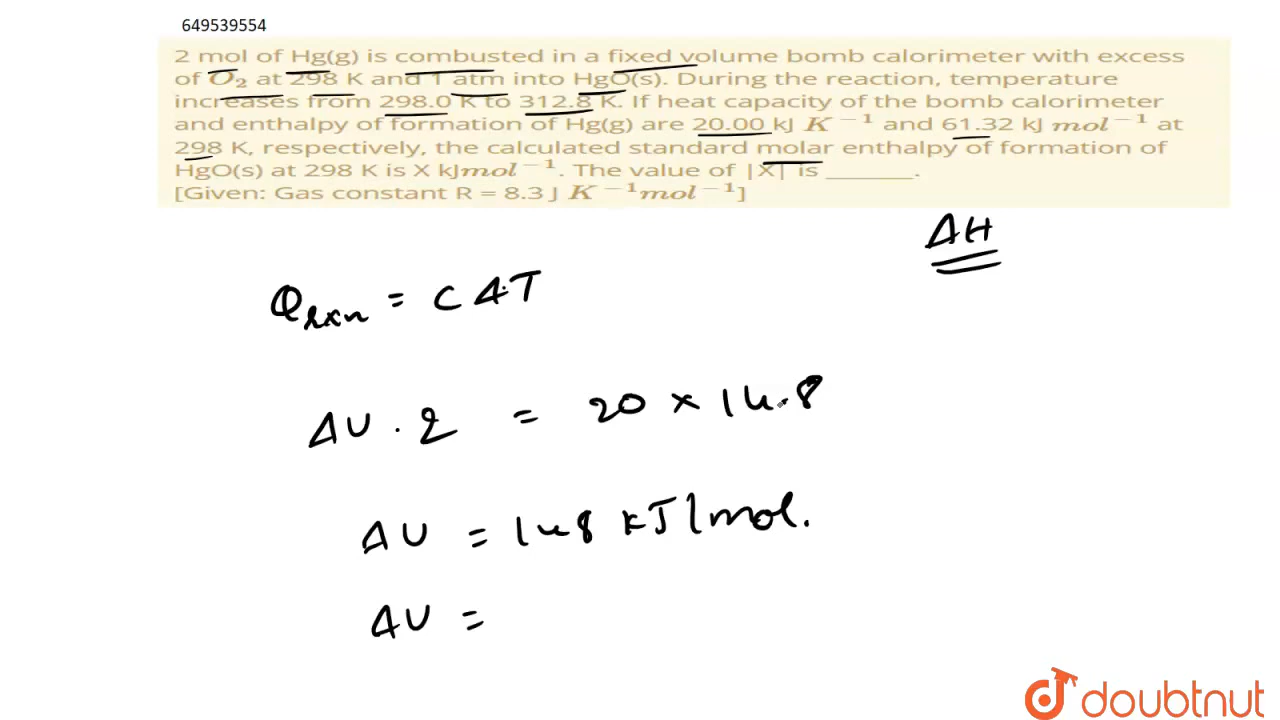 649539554
2 mol of Hg(g) is combusted in a fixed volume bomb calorimeter with excess
of O₂ at 298 K and 1 atm into HgO(s). During the reaction, temperature
increases from 298.0 K to 312.8 K. If heat capacity of the bomb calorimeter
and enthalpy of formation of Hg(g) are 20.00 kJ K⁻¹ and 61.32 kJ mol⁻¹ at
298 K, respectively, the calculated standard molar enthalpy of formation of
HgO(s) at 298 K is X kJmol⁻¹. The value of |X| is _______.
[Given: Gas constant R = 8.3 J K⁻¹mol⁻¹]
ΔH
Qrxn = CΔT
ΔU · 2 = 20 × 14.8
ΔU = 148 kJ/mol.
ΔU =
doubtnut